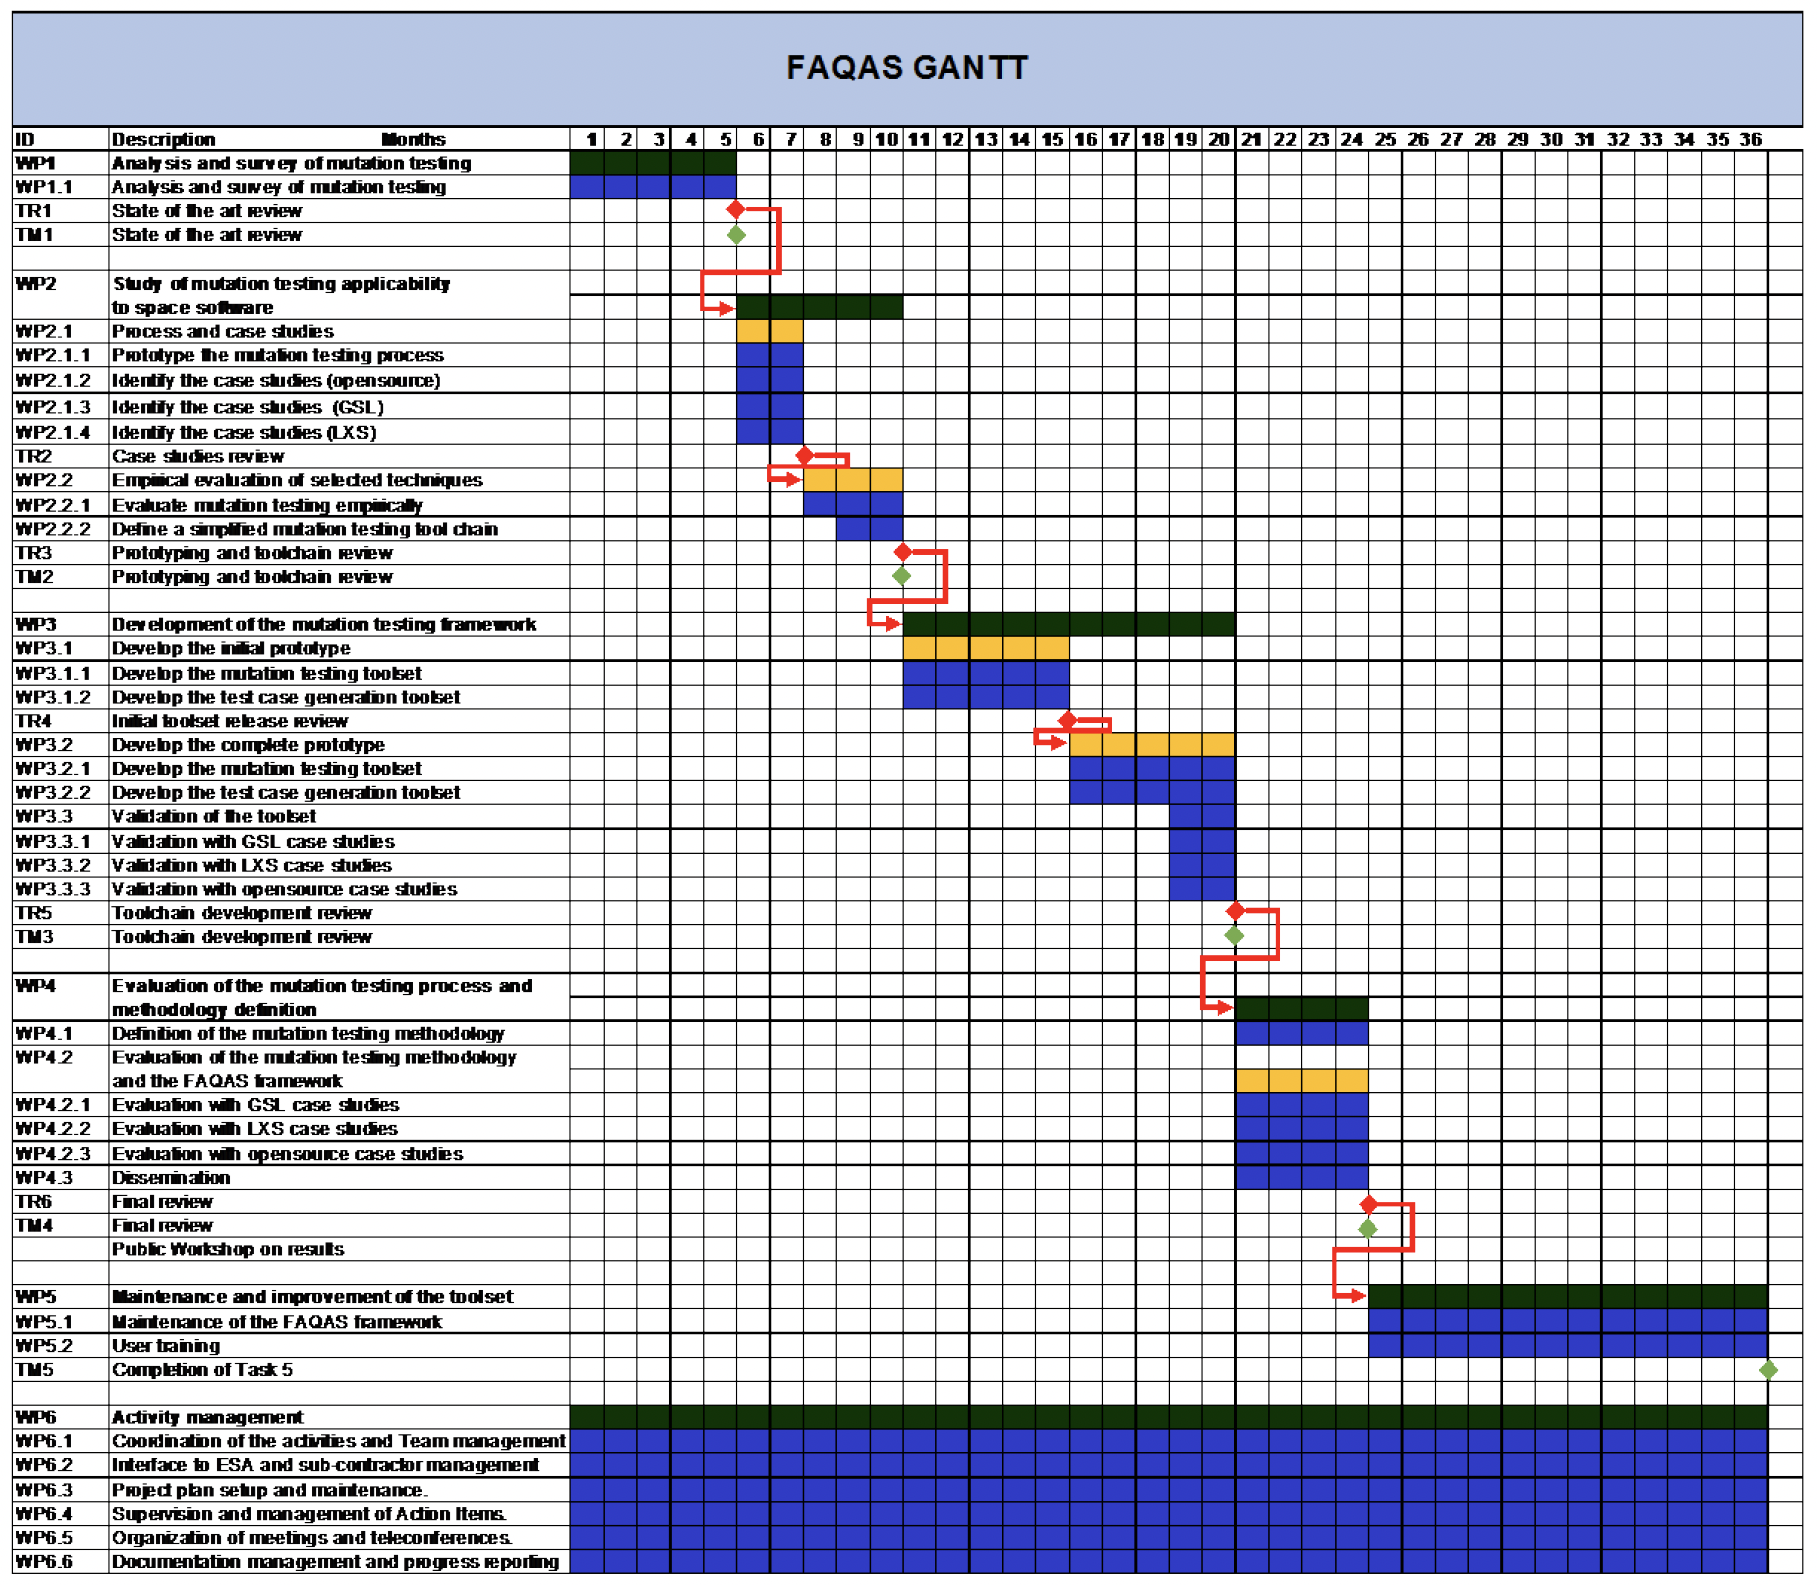 FAQAS GANTT
ID Description Months 1 2 3 4 5 6 7 8 9 10 11 12 13 14 15 16 17 18 19 20 21 22 23 24 25 26 27 28 29 30 31 32 33 34 35 36
WP1 Analysis and survey of mutation testing
WP1.1 Analysis and survey of mutation testing
TR1 State of the art review
TM1 State of the art review
WP2 Study of mutation testing applicability
to space software
WP2.1 Process and case studies
WP2.1.1 Prototype the mutation testing process
WP2.1.2 Identify the case studies (opensource)
WP2.1.3 Identify the case studies (GSL)
WP2.1.4 Identify the case studies (LXS)
TR2 Case studies review
WP2.2 Empirical evaluation of selected techniques
WP2.2.1 Evaluate mutation testing empirically
WP2.2.2 Define a simplified mutation testing tool chain
TR3 Prototyping and toolchain review
TM2 Prototyping and toolchain review
WP3 Development of the mutation testing framework
WP3.1 Develop the initial prototype
WP3.1.1 Develop the mutation testing toolset
WP3.1.2 Develop the test case generation toolset
TR4 Initial toolset release review
WP3.2 Develop the complete prototype
WP3.2.1 Develop the mutation testing toolset
WP3.2.2 Develop the test case generation toolset
WP3.3 Validation of the toolset
WP3.3.1 Validation with GSL case studies
WP3.3.2 Validation with LXS case studies
WP3.3.3 Validation with opensource case studies
TR5 Toolchain development review
TM3 Toolchain development review
WP4 Evaluation of the mutation testing process and
methodology definition
WP4.1 Definition of the mutation testing methodology
WP4.2 Evaluation of the mutation testing methodology
and the FAQAS framework
WP4.2.1 Evaluation with GSL case studies
WP4.2.2 Evaluation with LXS case studies
WP4.2.3 Evaluation with opensource case studies
WP4.3 Dissemination
TR6 Final review
TM4 Final review
Public Workshop on results
WP5 Maintenance and improvement of the toolset
WP5.1 Maintenance of the FAQAS framework
WP5.2 User training
TM5 Completion of Task 5
WP6 Activity management
WP6.1 Coordination of the activities and Team management
WP6.2 Interface to ESA and sub-contractor management
WP6.3 Project plan setup and maintenance.
WP6.4 Supervision and management of Action Items.
WP6.5 Organization of meetings and teleconferences.
WP6.6 Documentation management and progress reporting